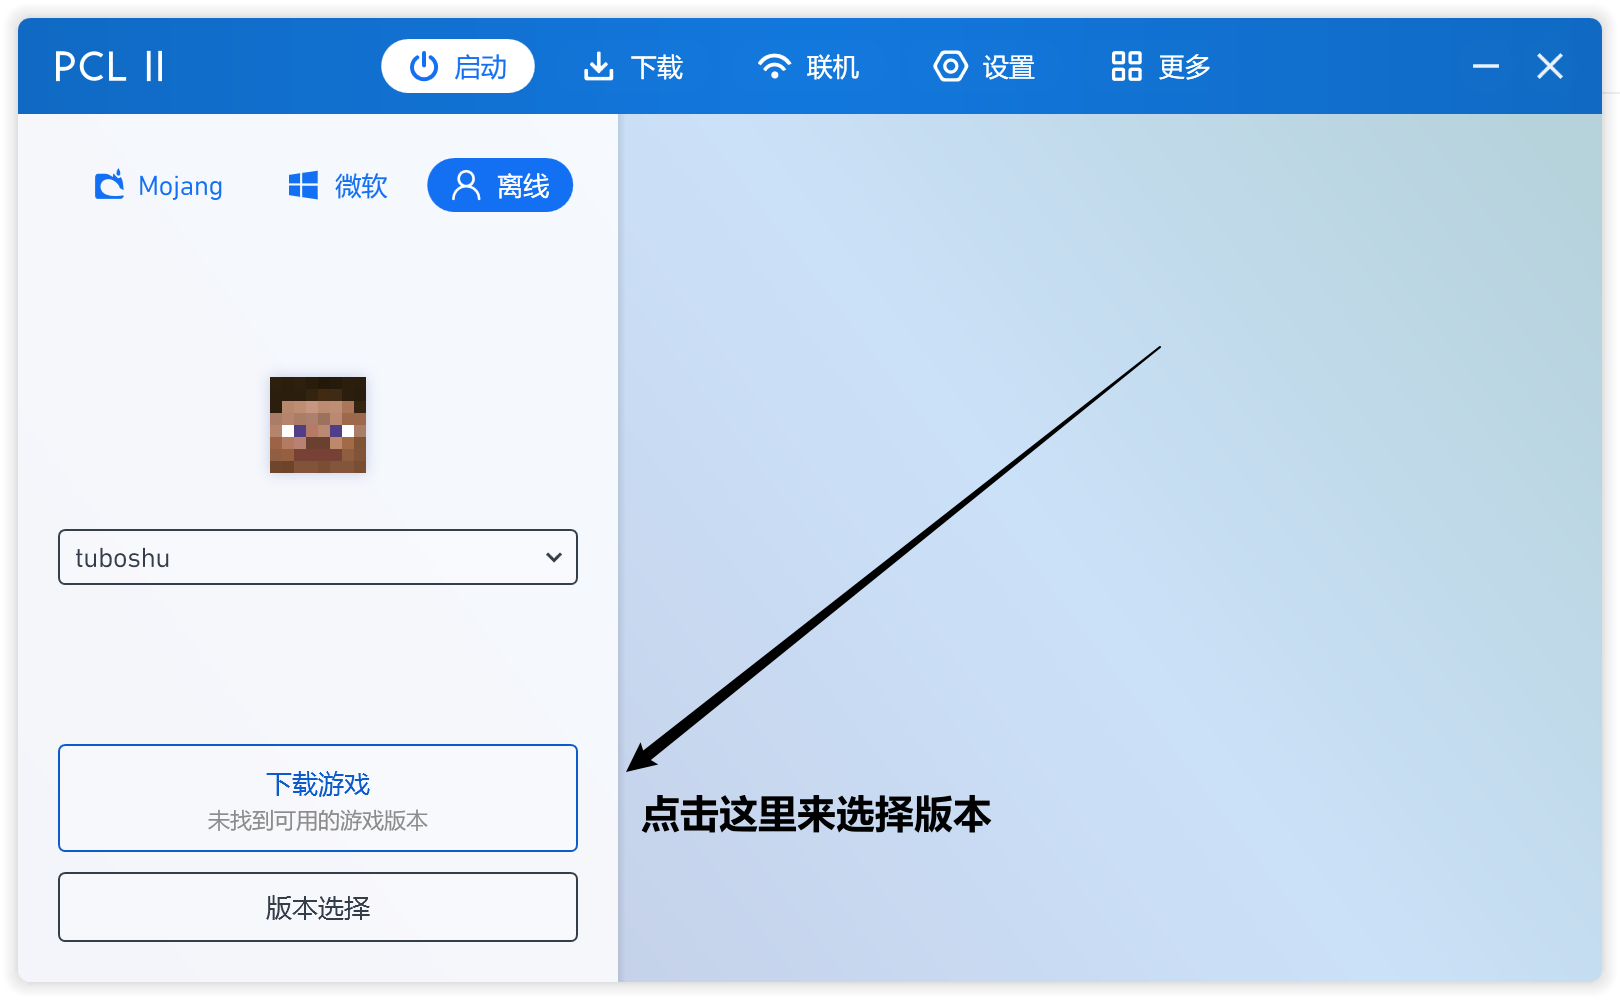 PCL II
启动
下载
联机
设置
更多
Mojang
微软
离线
tuboshu
下载游戏
未找到可用的游戏版本
点击这里来选择版本
版本选择